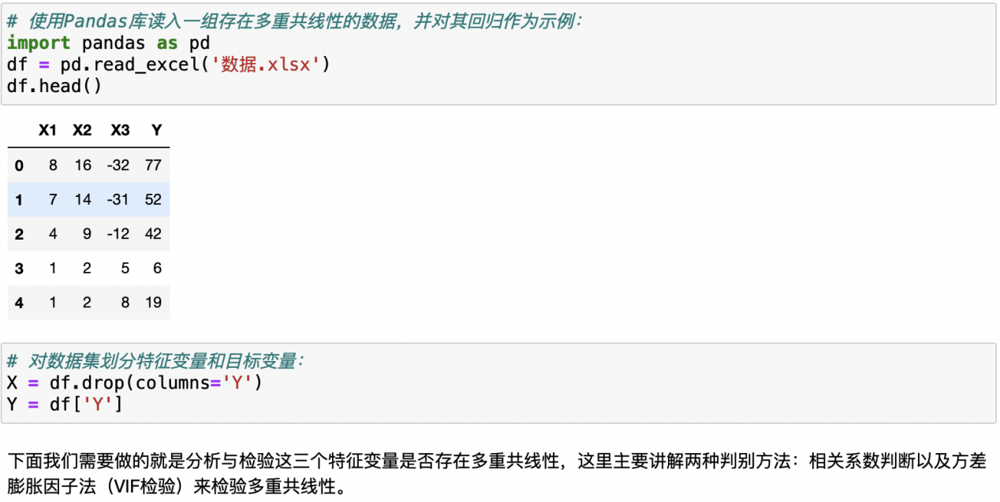 # 使用Pandas库读入一组存在多重共线性的数据，并对其回归作为示例：
import pandas as pd
df = pd.read_excel('数据.xlsx')
df.head()
X1 X2 X3 Y
0 8 16 -32 77
1 7 14 -31 52
2 4 9 -12 42
3 1 2 5 6
4 1 2 8 19
# 对数据集划分特征变量和目标变量：
X = df.drop(columns='Y')
Y = df['Y']
下面我们需要做的就是分析与检验这三个特征变量是否存在多重共线性，这里主要讲解两种判别方法：相关系数判断以及方差
膨胀因子法（VIF检验）来检验多重共线性。